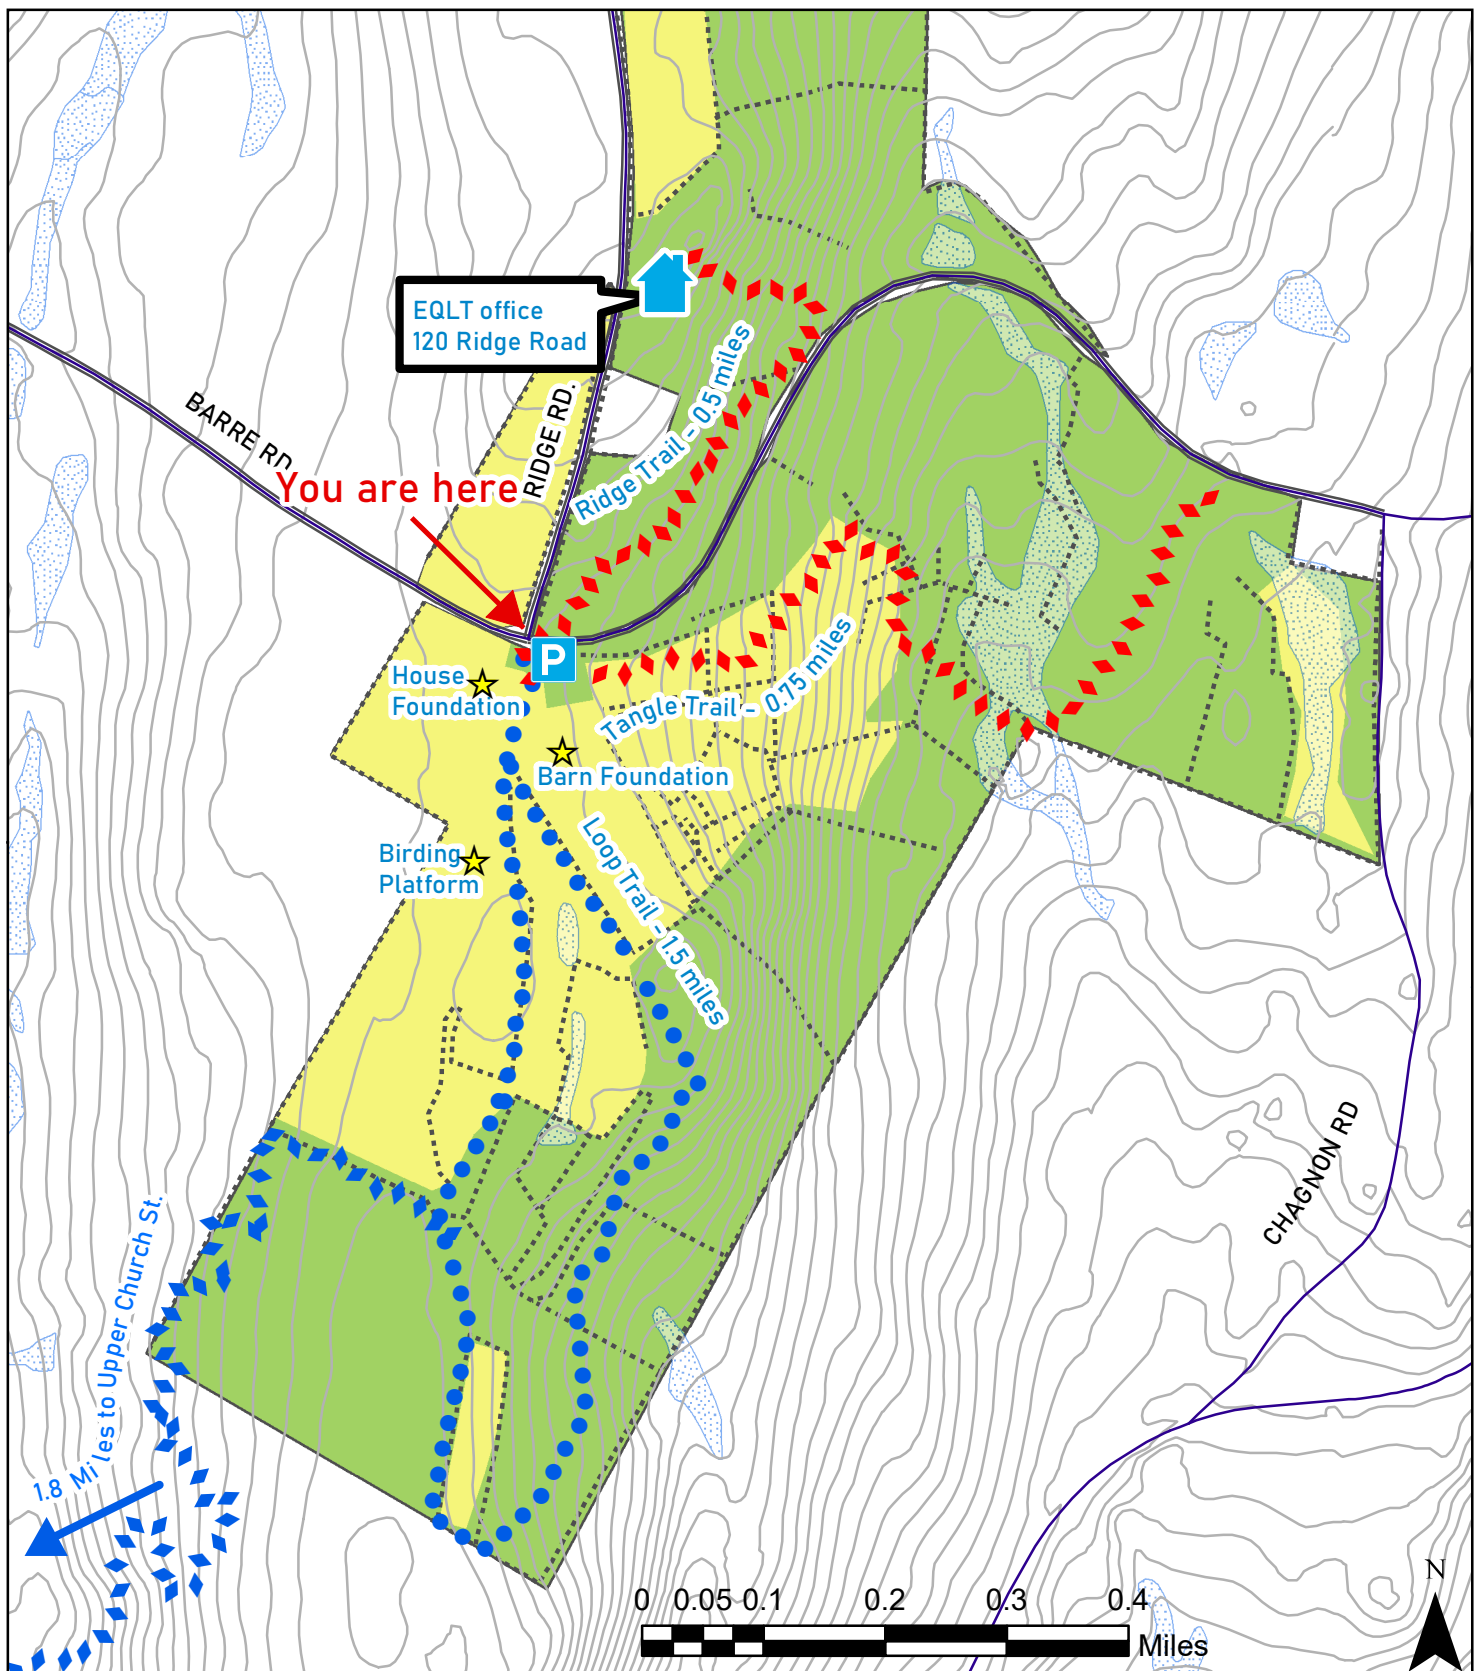 EQLT office
120 Ridge Road
BARRE RD.
RIDGE RD.
You are here
Ridge Trail - 0.5 miles
P
House
Foundation
Tangle Trail - 0.75 miles
Barn Foundation
Birding
Platform
Loop Trail - 1.5 miles
CHAGNON RD
1.8 Miles to Upper Church St.
N
0 0.05 0.1 0.2 0.3 0.4
Miles